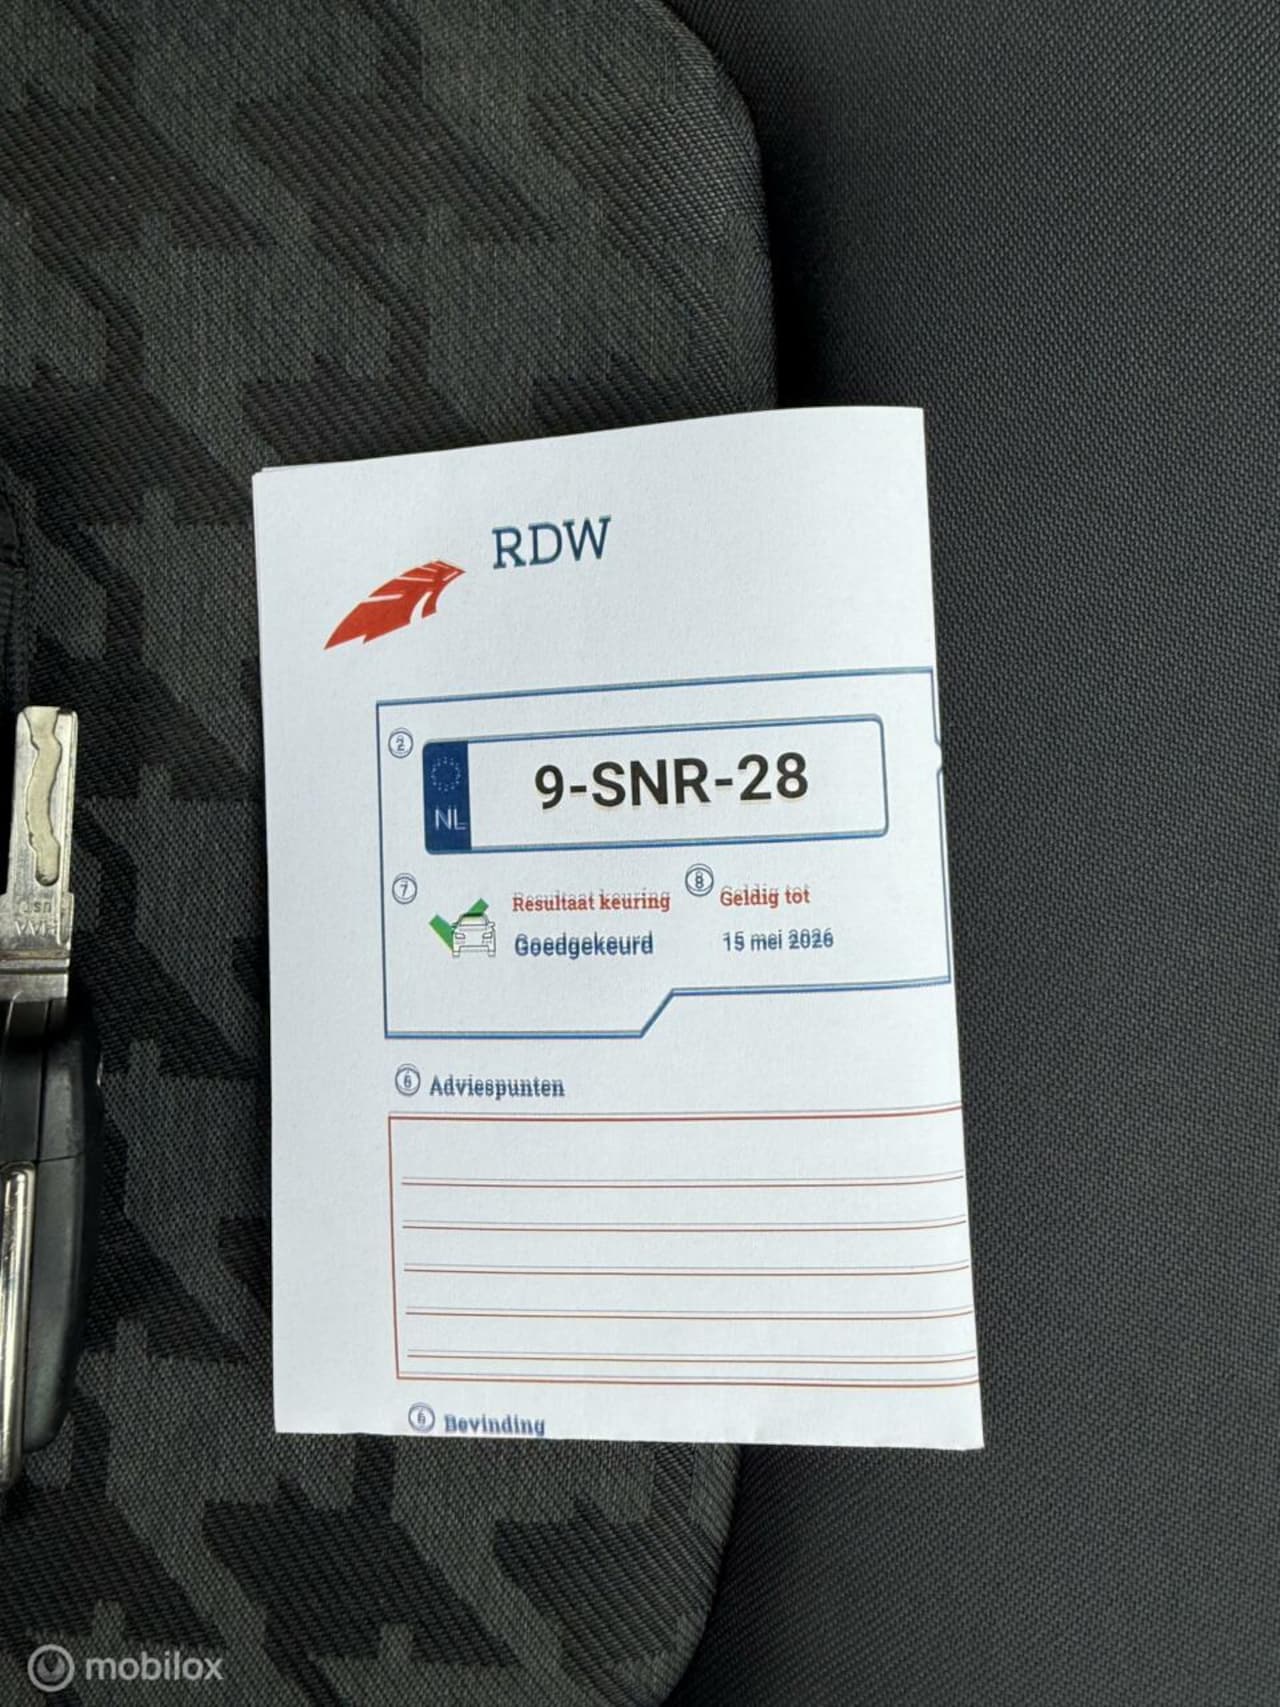 RDW
2
NL
9-SNR-28
7
Resultaat keuring
8
Geldig tot
Goedgekeurd
15 mei 2026
6
Adviespunten
6
Bevinding
mobilox